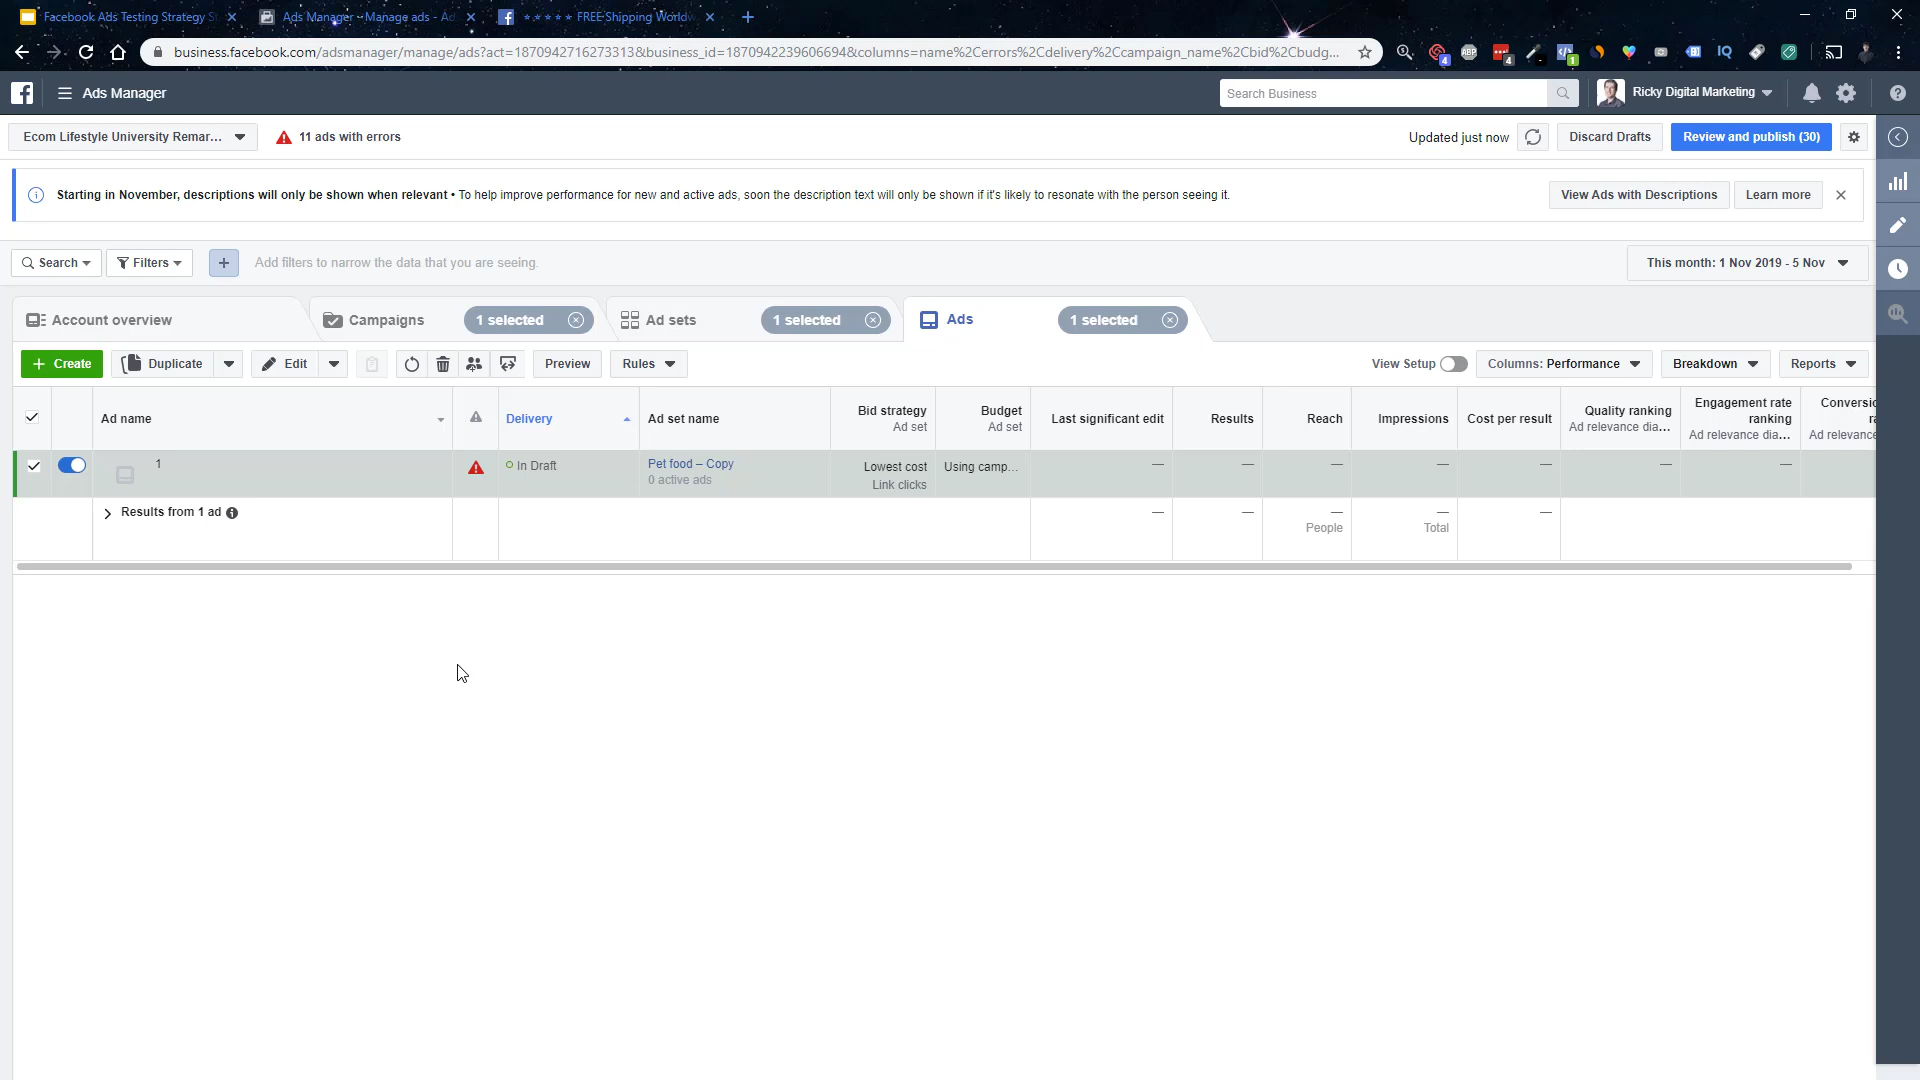 Facebook Ads Testing Strategy S
Ads Manager - Manage ads - Ad
★★★★★ FREE Shipping Worldw
business.facebook.com/adsmanager/manage/ads?act=1870942716273313&business_id=1870942239606694&columns=name%2Cerrors%2Cdelivery%2Ccampaign_name%2Cbid%2Cbudg...
ABP
IQ
4
4
1
Ads Manager
Search Business
Ricky Digital Marketing
Ecom Lifestyle University Remar...
11 ads with errors
Updated just now
Discard Drafts
Review and publish (30)
Starting in November, descriptions will only be shown when relevant • To help improve performance for new and active ads, soon the description text will only be shown if it's likely to resonate with the person seeing it.
View Ads with Descriptions
Learn more
Search
Filters
Add filters to narrow the data that you are seeing.
This month: 1 Nov 2019 - 5 Nov
Account overview
Campaigns
1 selected
Ad sets
1 selected
Ads
1 selected
+ Create
Duplicate
Edit
Preview
Rules
View Setup
Columns: Performance
Breakdown
Reports
Ad name
Delivery
Ad set name
Bid strategy
Ad set
Budget
Ad set
Last significant edit
Results
Reach
Impressions
Cost per result
Quality ranking
Ad relevance dia...
Engagement rate
ranking
Ad relevance dia...
Conversio
ra
Ad relevance
1
In Draft
Pet food – Copy
0 active ads
Lowest cost
Link clicks
Using camp...
—
—
—
—
—
—
—
Results from 1 ad
—
—
—
People
—
Total
—